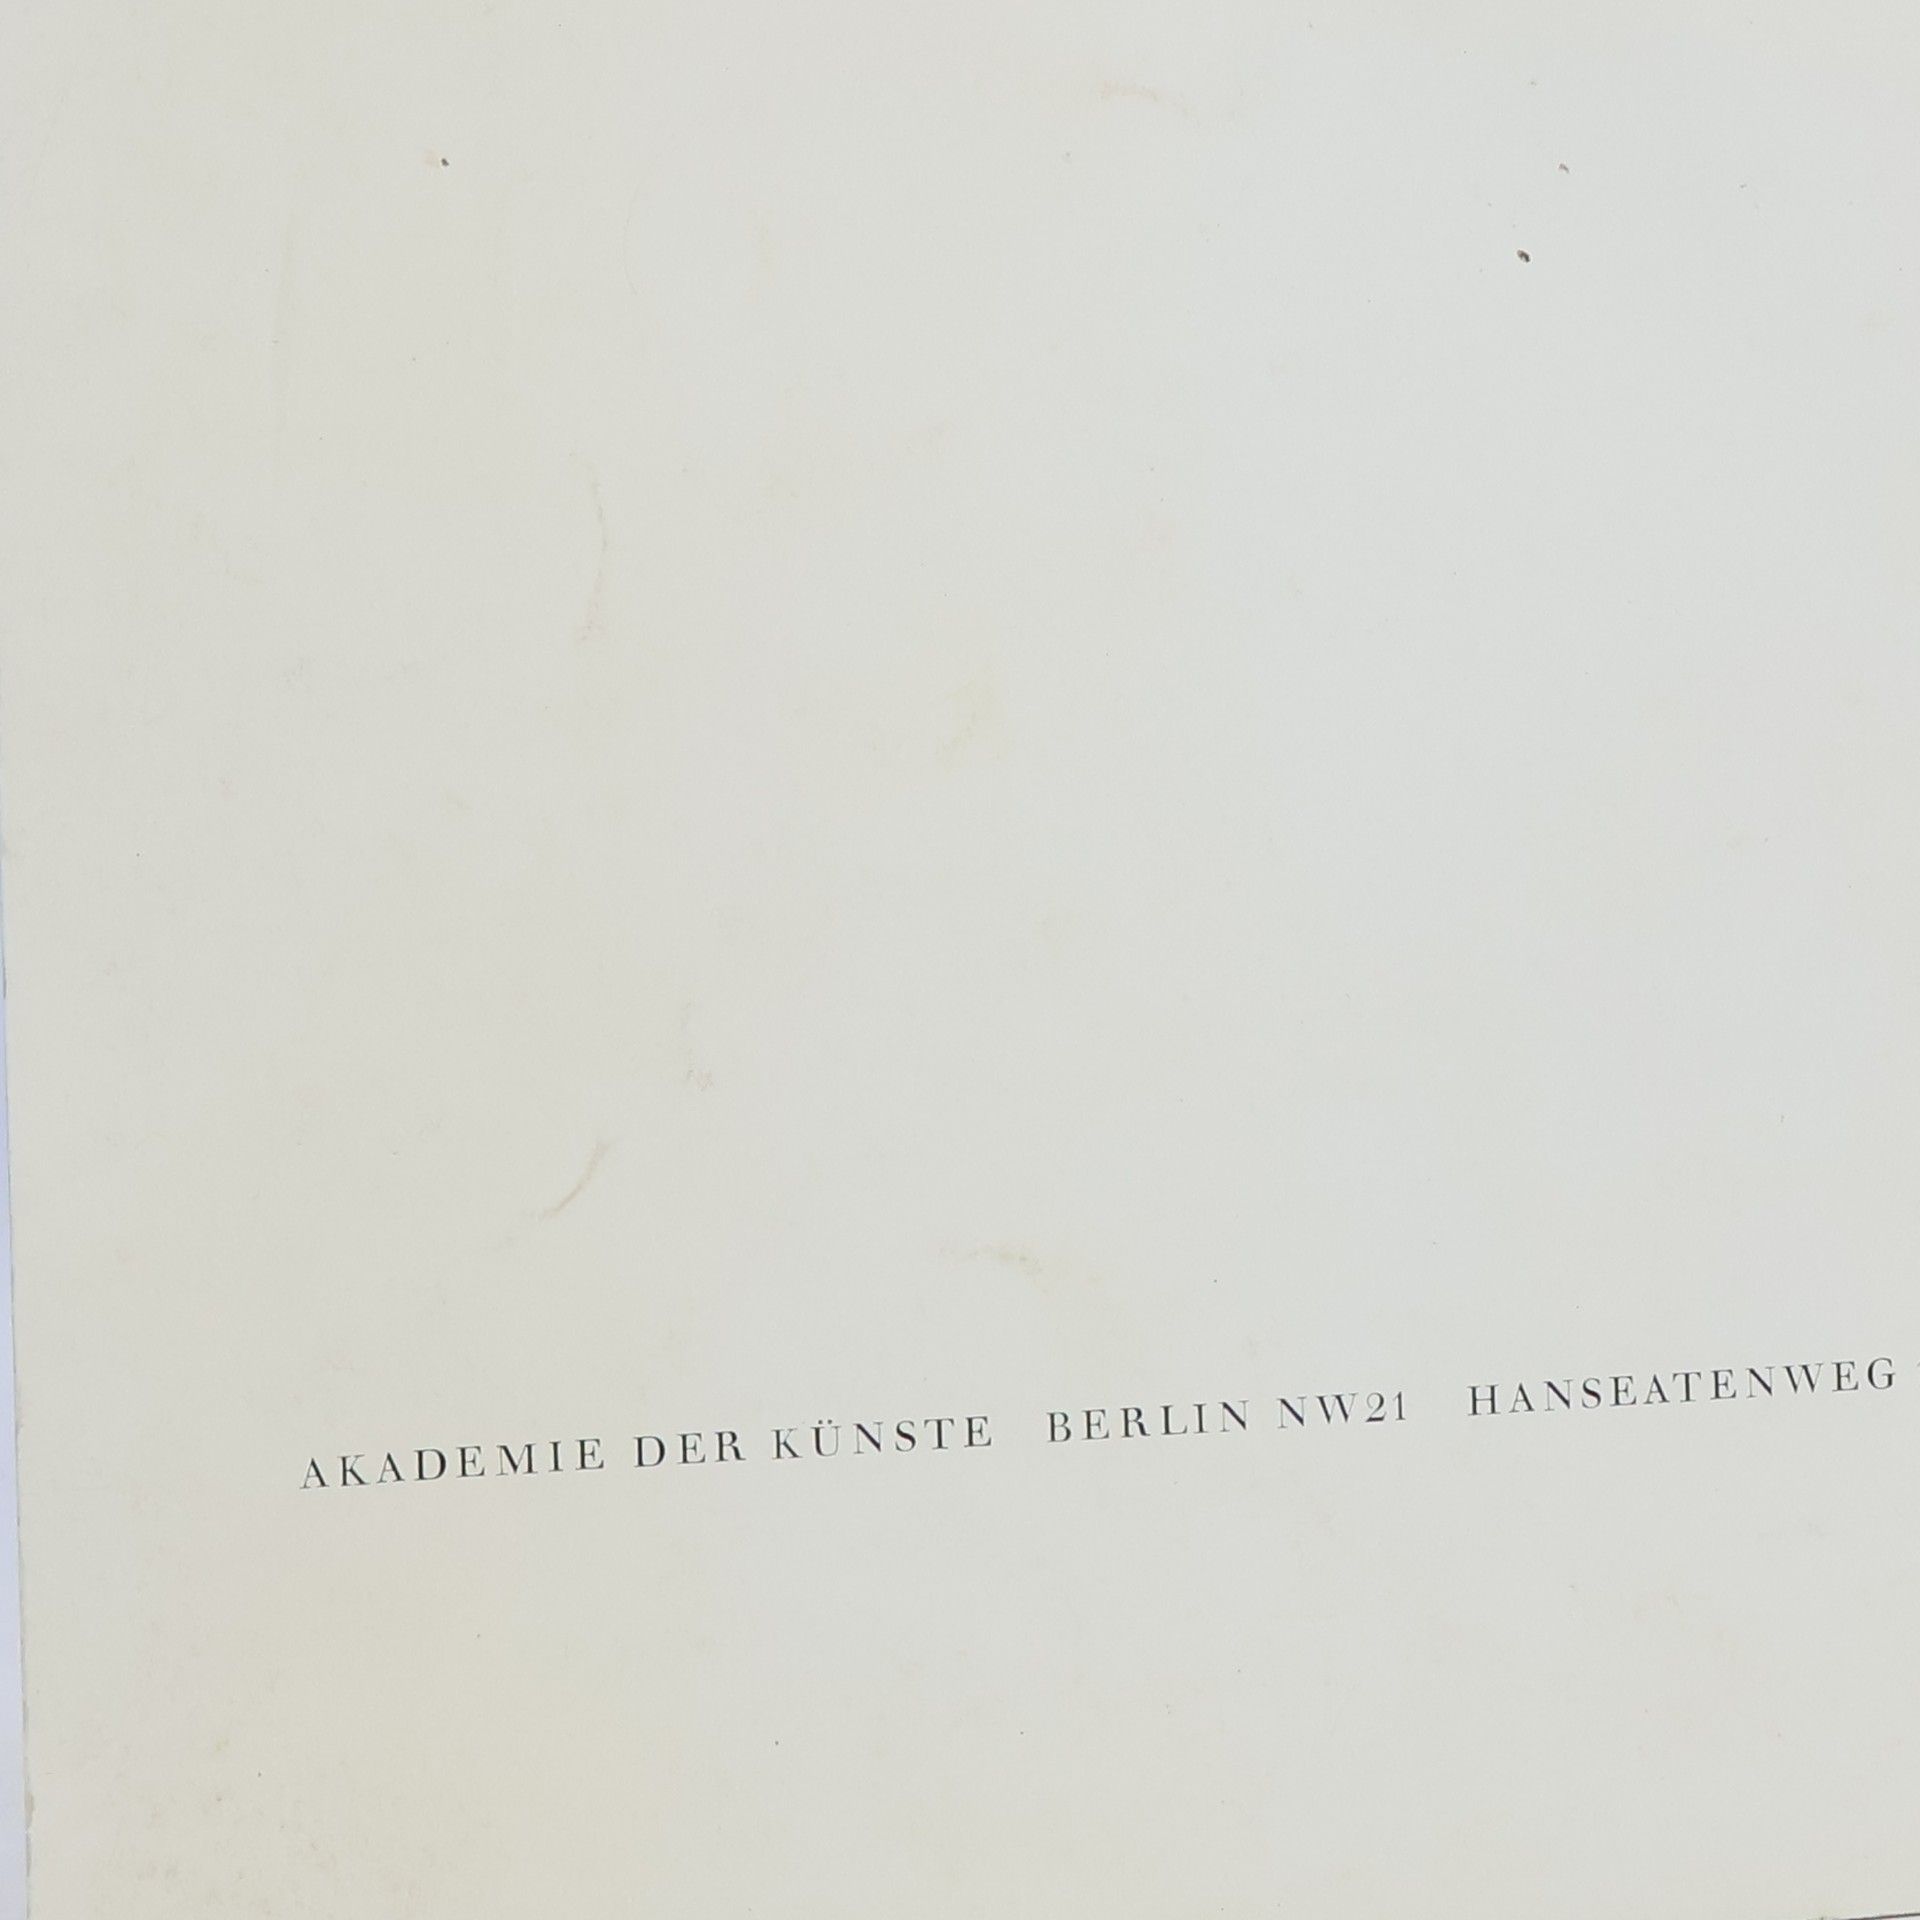 AKADEMIE DER KÜNSTE BERLIN NW21 HANSEATENWEG